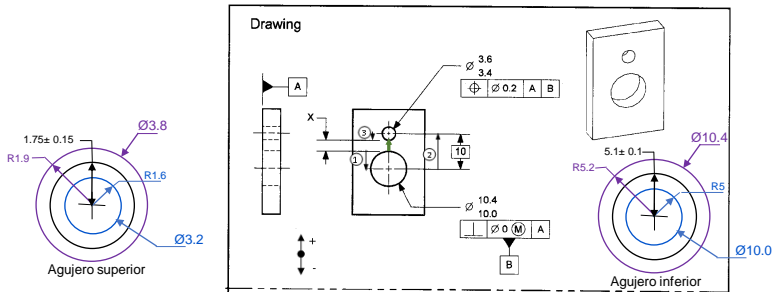 Drawing
A
3.6
Ø
3.4
⌖ Ø 0.2 A B
X
3
1
2
10
10.4
Ø
10.0
⊥ Ø 0 Ⓜ A
B
+
-
Ø3.8
1.75± 0.15
R1.9
R1.6
Ø3.2
Agujero superior
Ø10.4
5.1± 0.1
R5.2
R5
Ø10.0
Agujero inferior